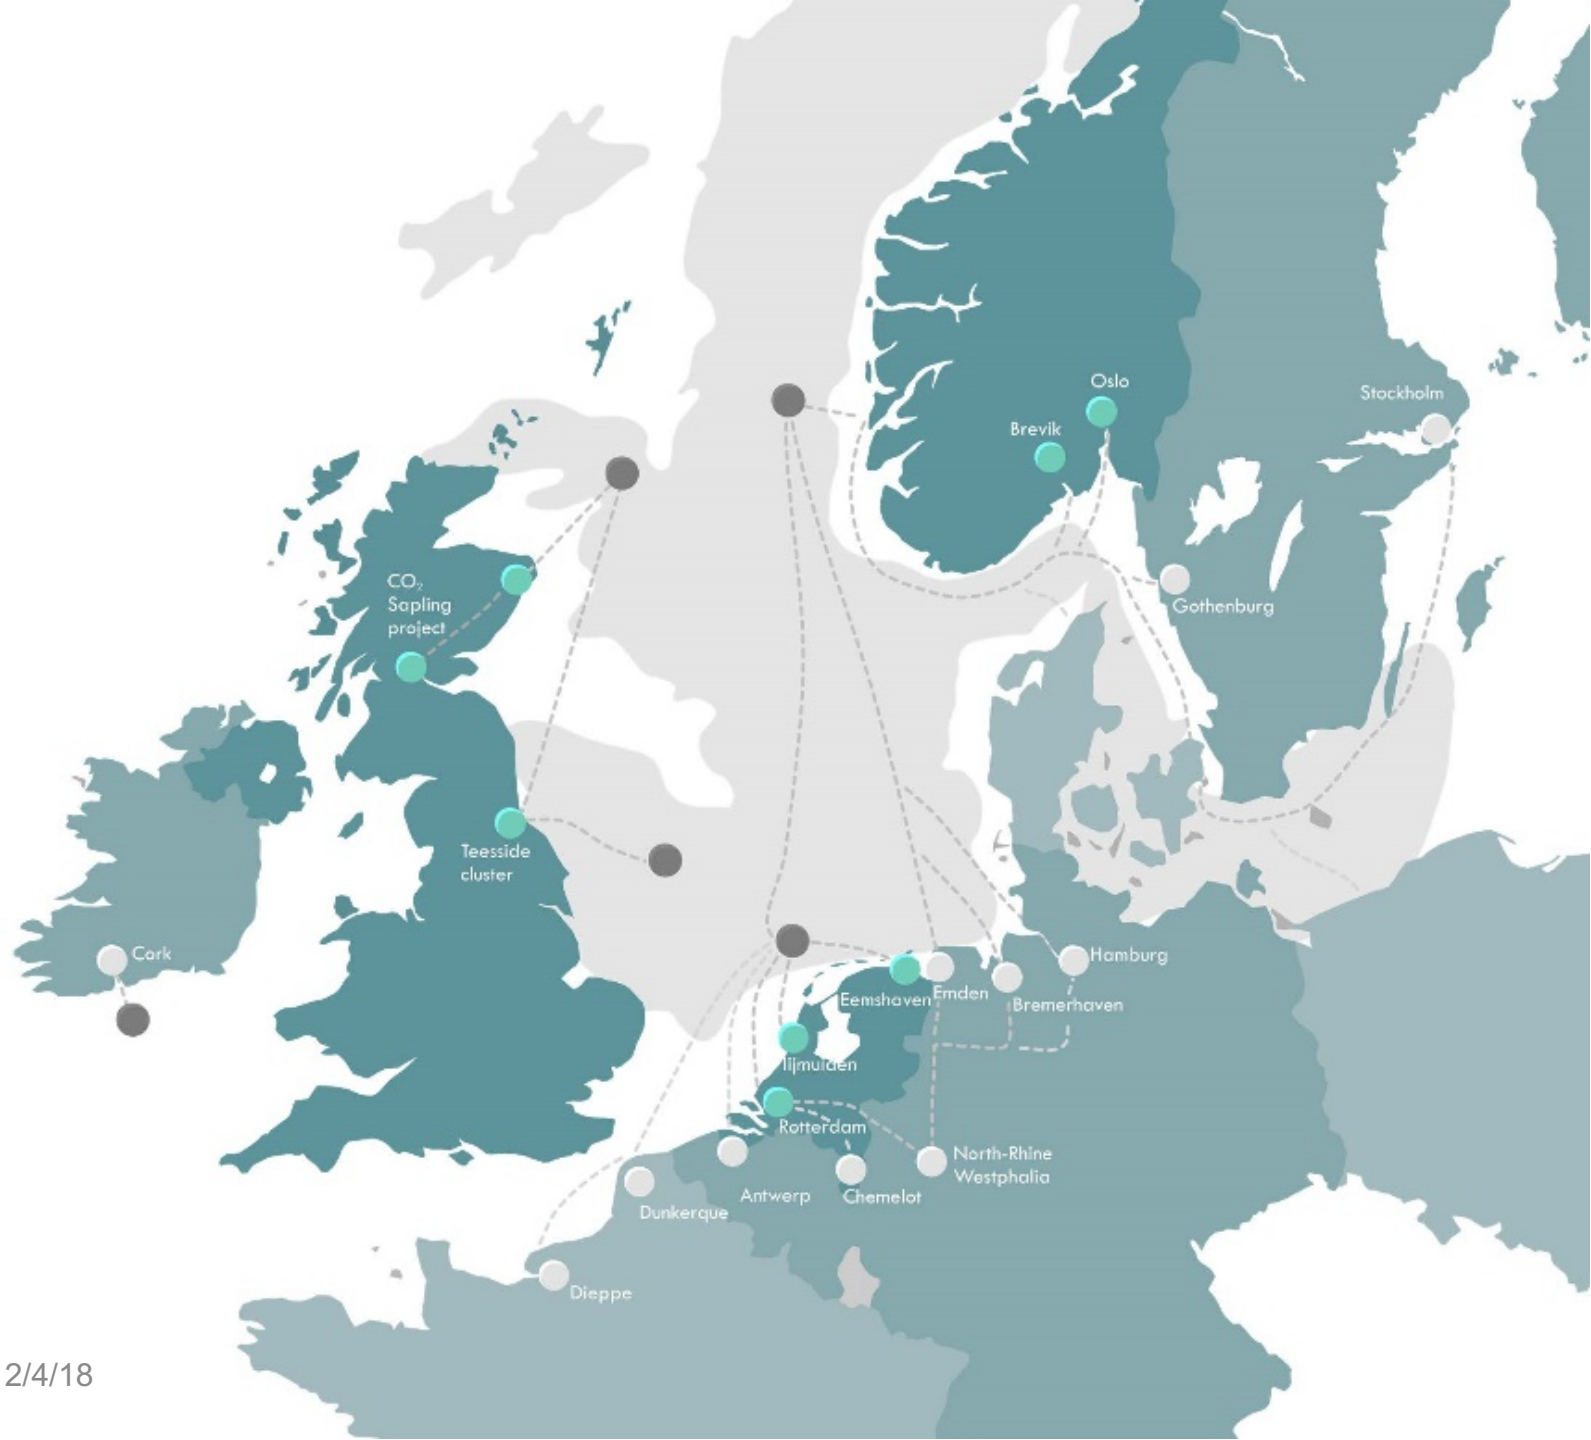 Oslo
Stockholm
Brevik
CO₂
Sapling
project
Gothenburg
Teesside
cluster
Cork
Hamburg
Eemshaven
Emden
Bremerhaven
Iijmuiden
Rotterdam
North-Rhine
Westphalia
Antwerp
Chemelot
Dunkerque
Dieppe
2/4/18